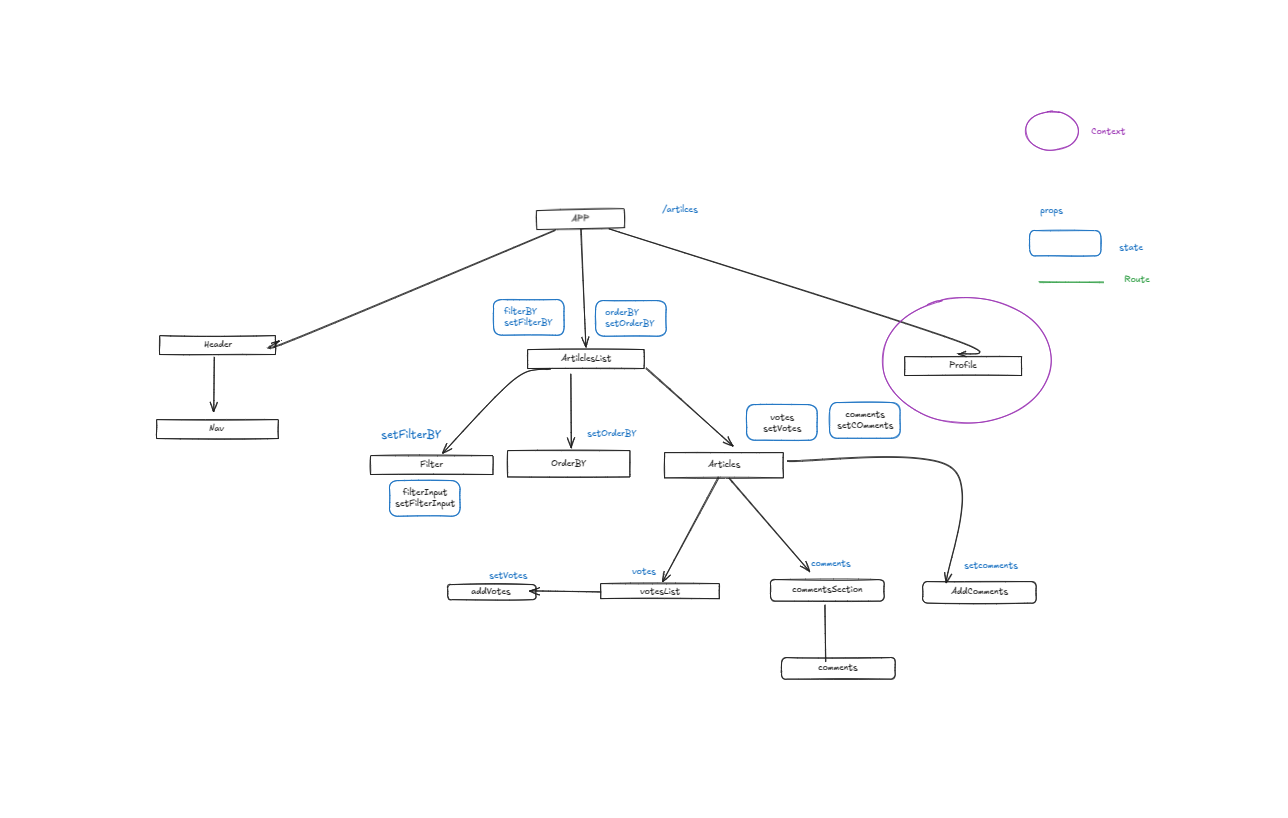 Context
APP
/artilces
props
state
Route
filterBY
setFilterBY
orderBY
setOrderBY
Header
ArtilclesList
Profile
votes
setVotes
comments
setCOmments
Nav
setFilterBY
setOrderBY
Filter
OrderBY
Articles
filterInput
setFilterInput
setVotes
votes
comments
setcomments
addVotes
votesList
commentsSection
AddComments
comments